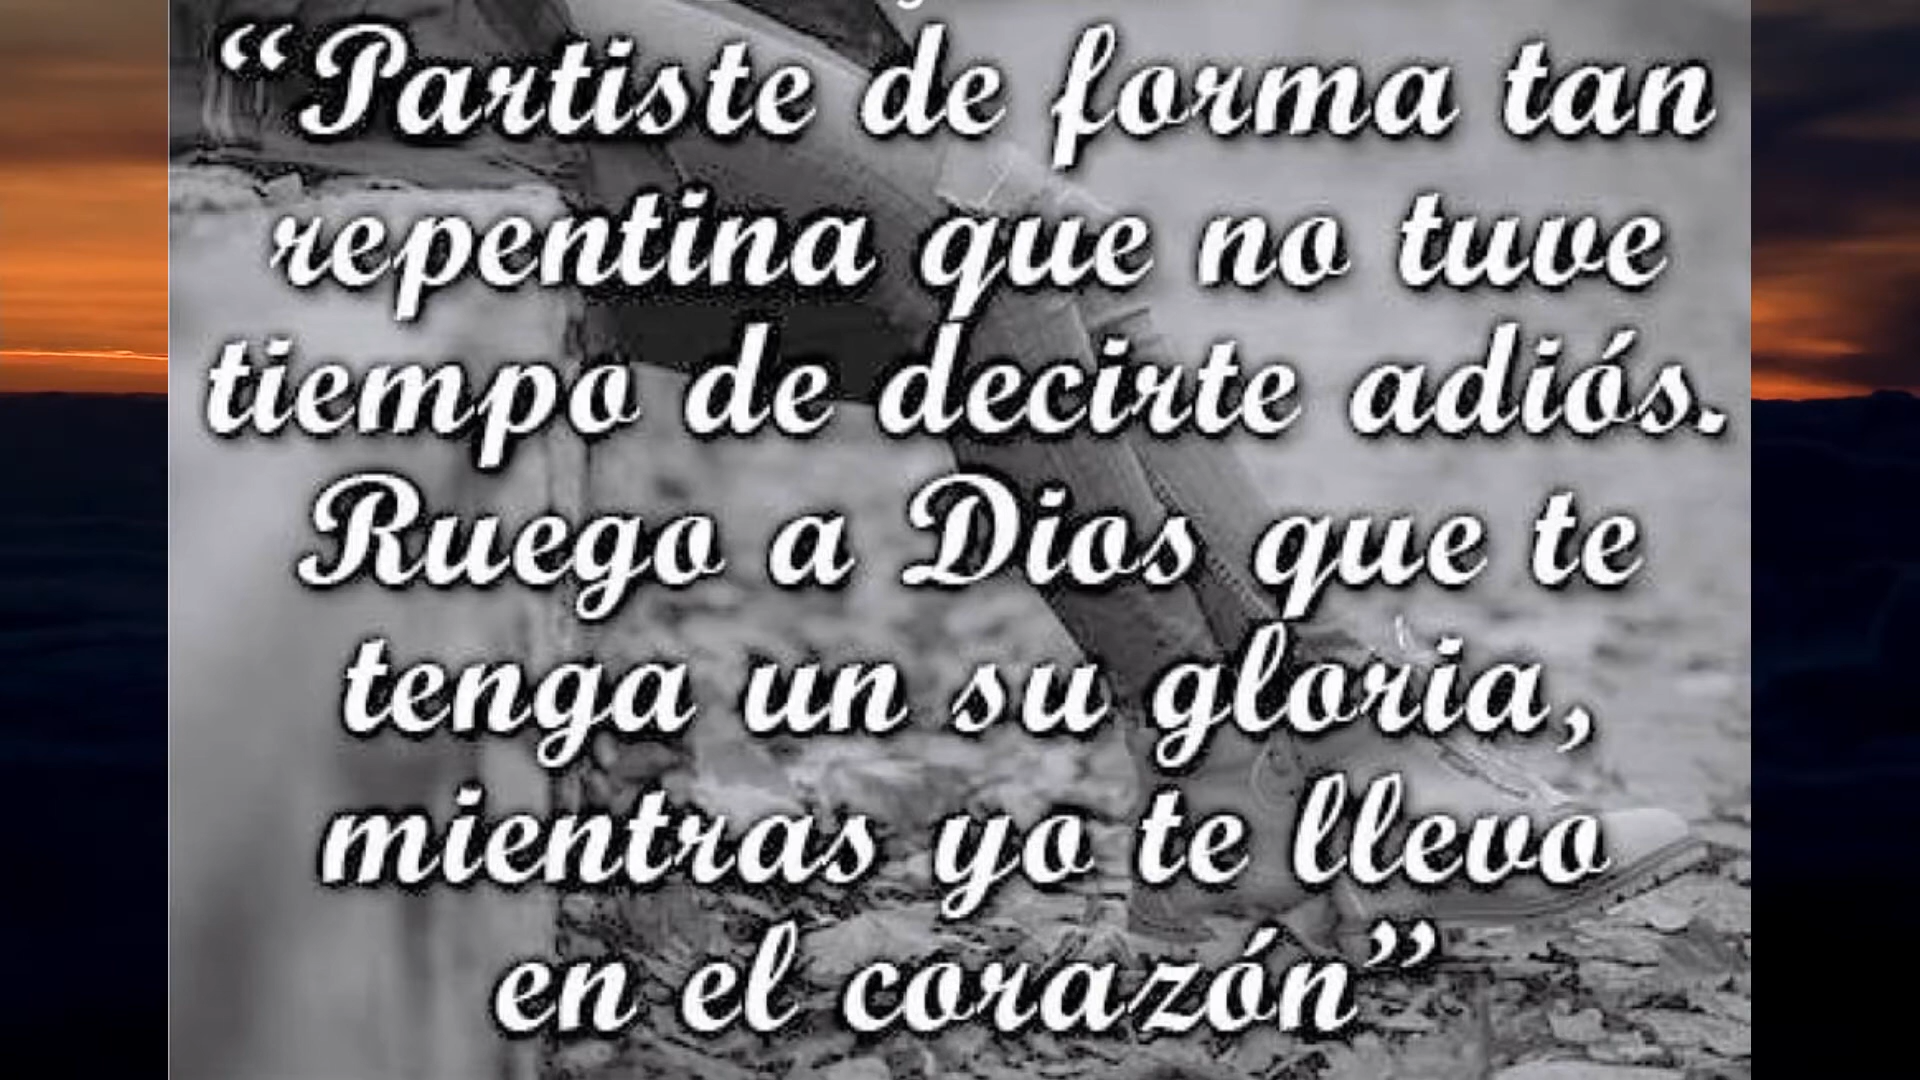 “Partiste de forma tan
repentina que no tuve
tiempo de decirte adiós.
Ruego a Dios que te
tenga un su gloria,
mientras yo te llevo
en el corazón”